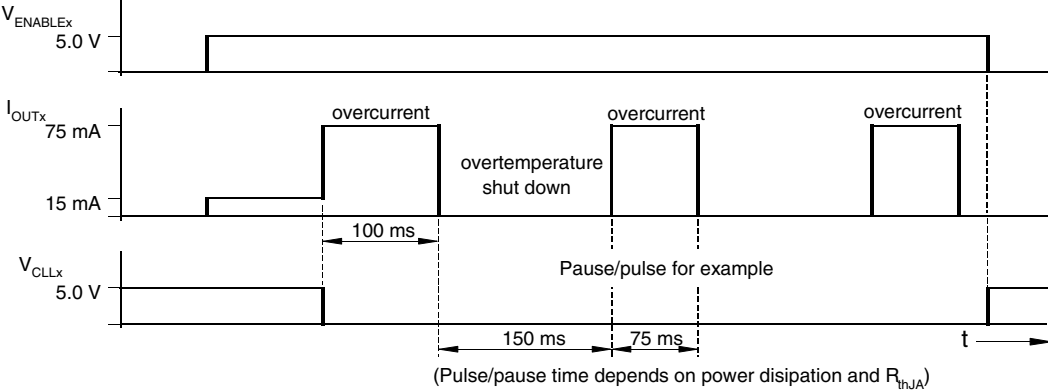 V_ENABLEx
5.0 V
I_OUTx
75 mA
overcurrent
overcurrent
overcurrent
overtemperature
shut down
15 mA
100 ms
V_CLLx
Pause/pulse for example
5.0 V
150 ms
75 ms
t
(Pulse/pause time depends on power disipation and R_thJA)